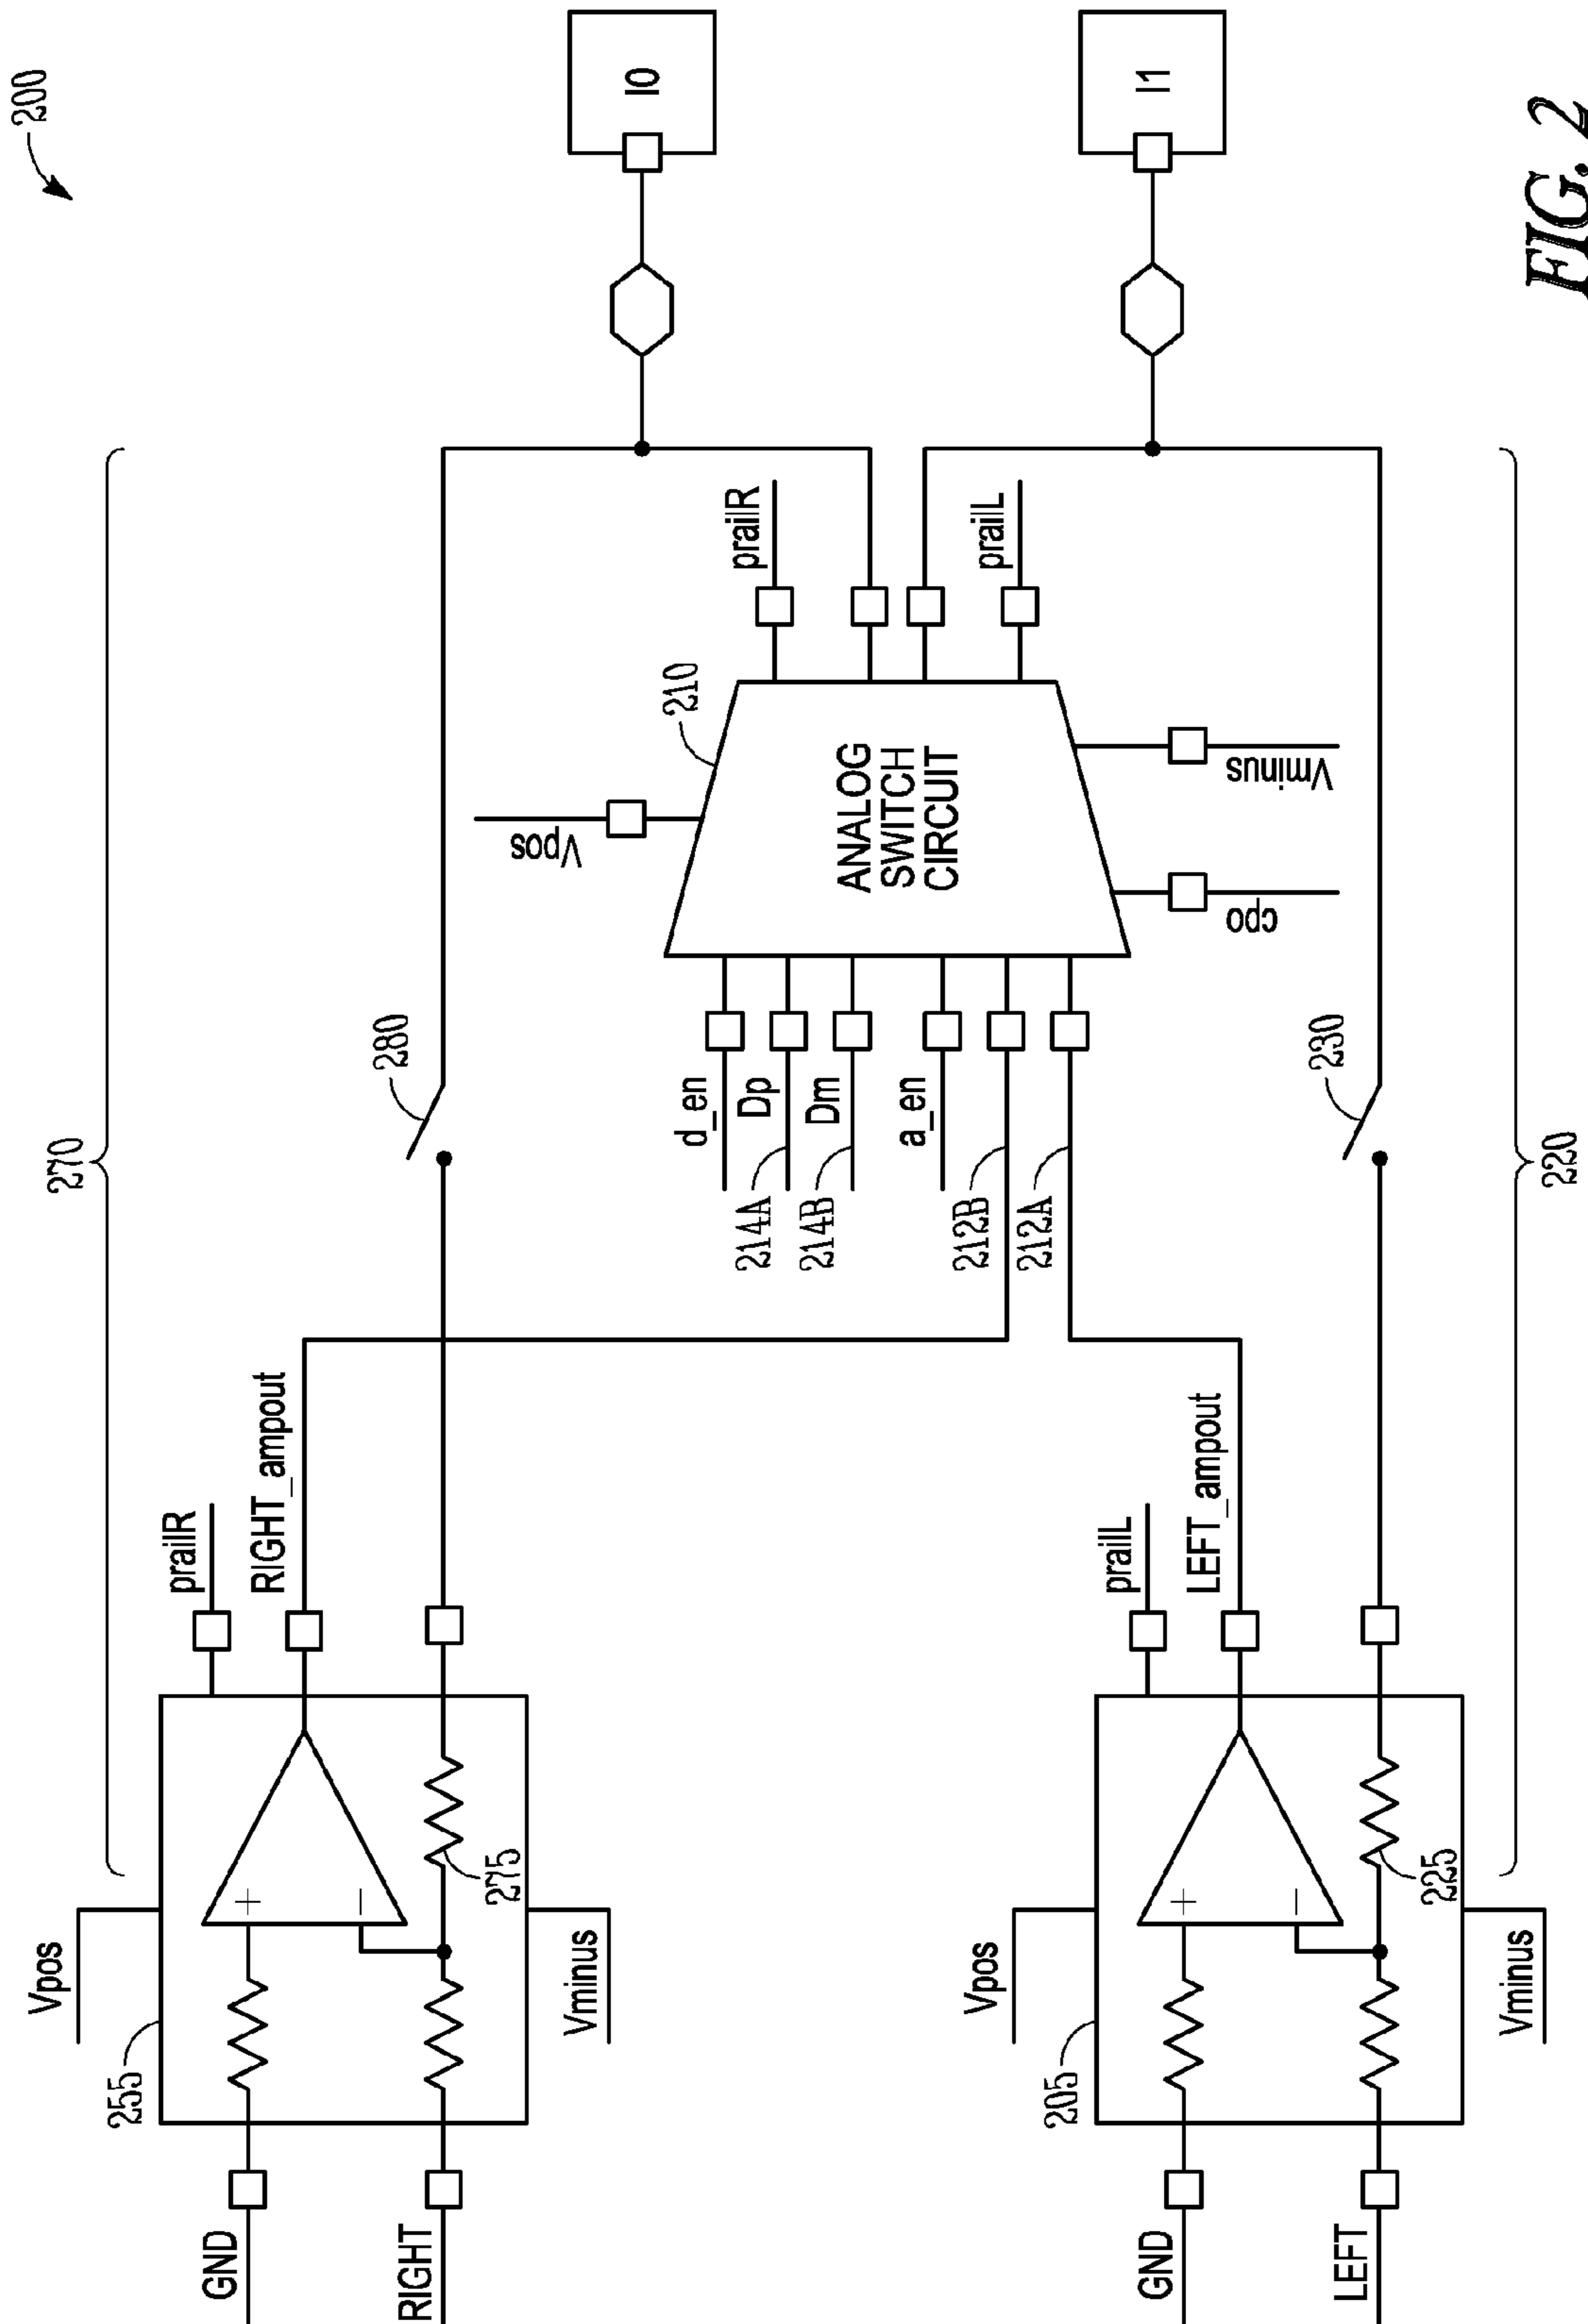 200
270
280
I0
Vpos
255
GND
RIGHT
+
−
275
Vminus
prailR
RIGHT_ampout
d_en
Dp
Dm
a_en
214A
214B
212B
212A
210
Vpos
ANALOG
SWITCH
CIRCUIT
cpo
Vminus
prailR
prailL
I1
Vpos
205
GND
LEFT
+
−
225
Vminus
prailL
LEFT_ampout
230
220
FIG. 2